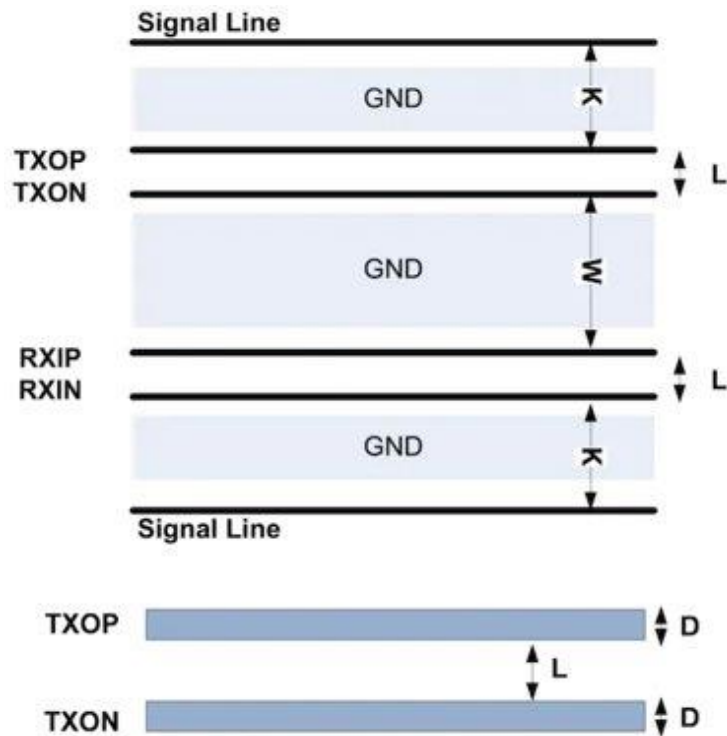 Signal Line
K
GND
TXOP
L
TXON
GND
W
RXIP
RXIN
L
GND
K
Signal Line
TXOP
D
L
TXON
D